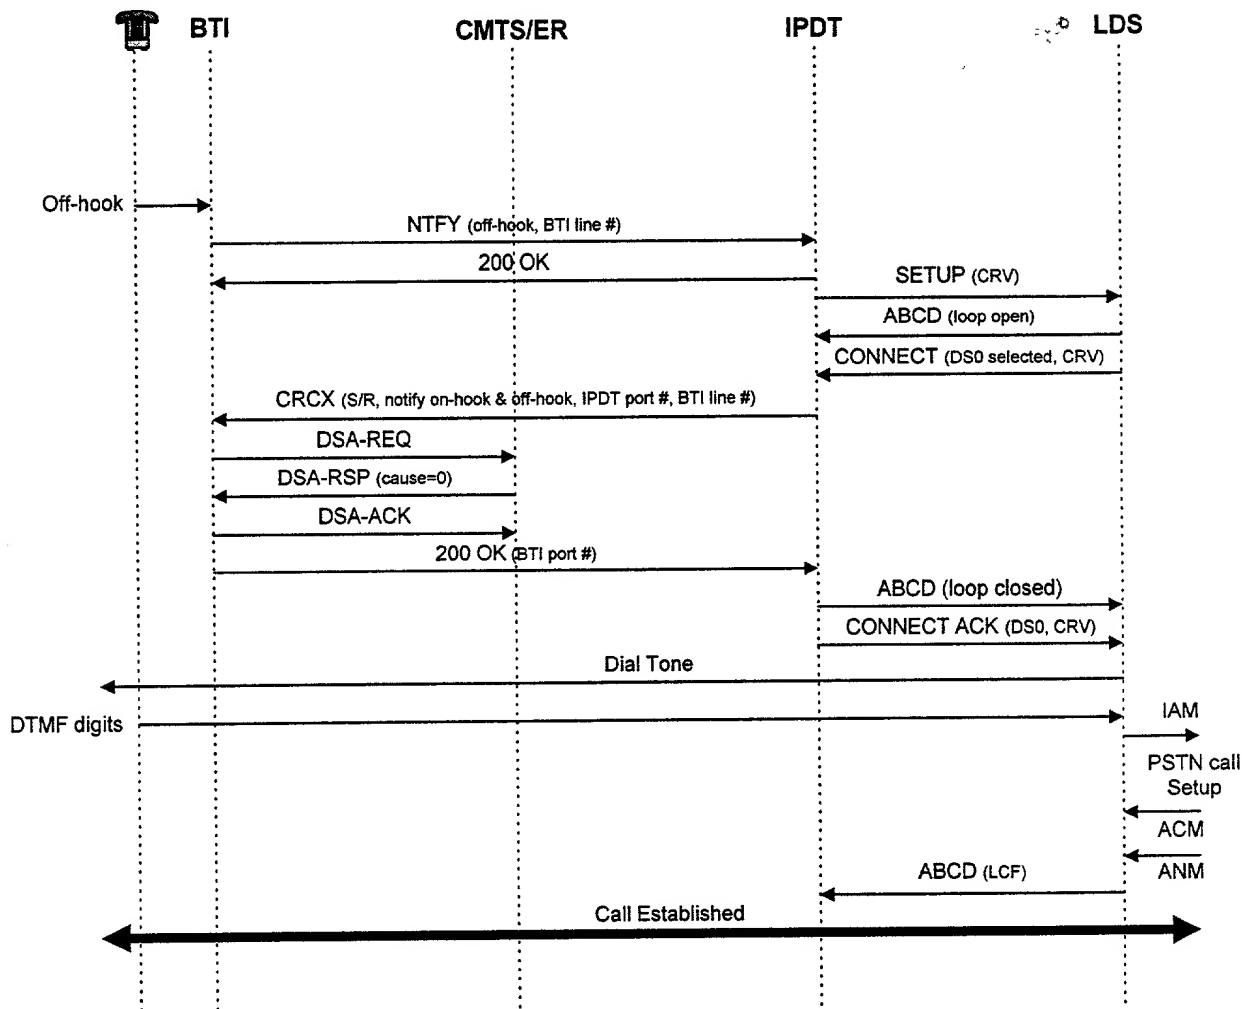 BTI
CMTS/ER
IPDT
LDS
Off-hook
NTFY (off-hook, BTI line #)
200 OK
SETUP (CRV)
ABCD (loop open)
CONNECT (DS0 selected, CRV)
CRCX (S/R, notify on-hook & off-hook, IPDT port #, BTI line #)
DSA-REQ
DSA-RSP (cause=0)
DSA-ACK
200 OK (BTI port #)
ABCD (loop closed)
CONNECT ACK (DS0, CRV)
Dial Tone
DTMF digits
IAM
PSTN call
Setup
ACM
ANM
ABCD (LCF)
Call Established